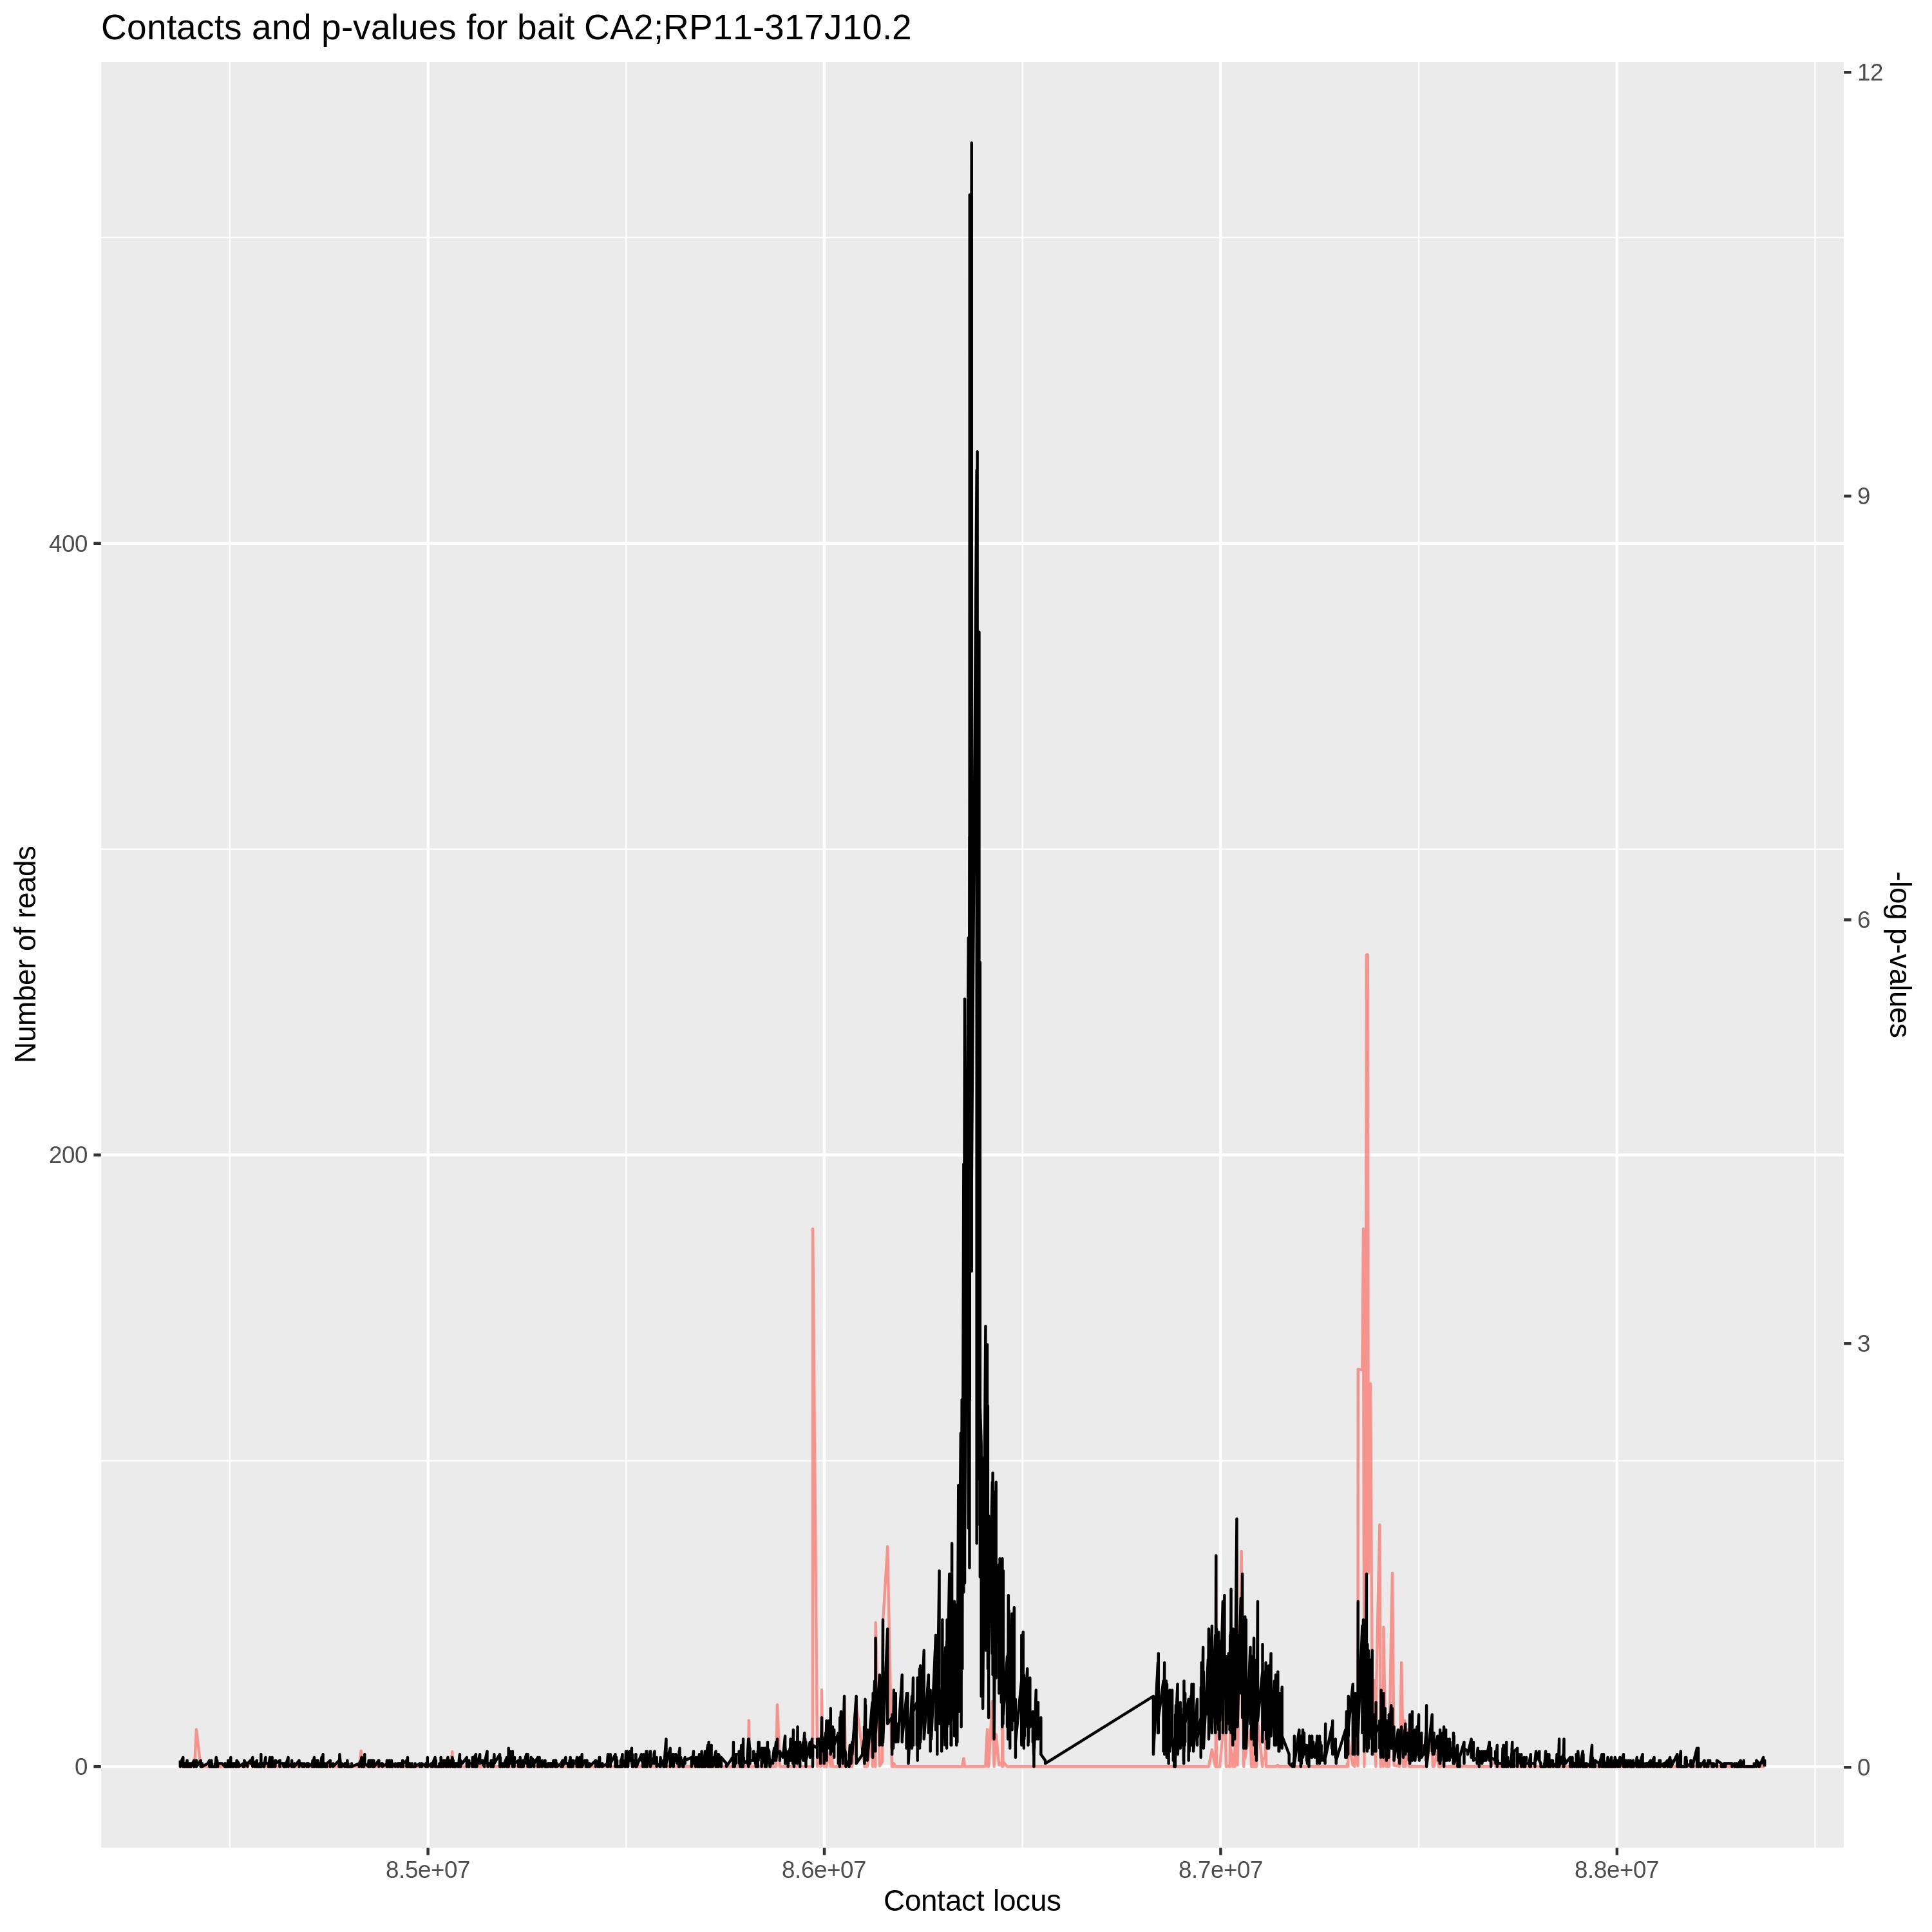 Contacts and p-values for bait CA2;RP11-317J10.2
12
9
400
6
Number of reads
-log p-values
200
3
0
0
8.5e+07
8.6e+07
8.7e+07
8.8e+07
Contact locus